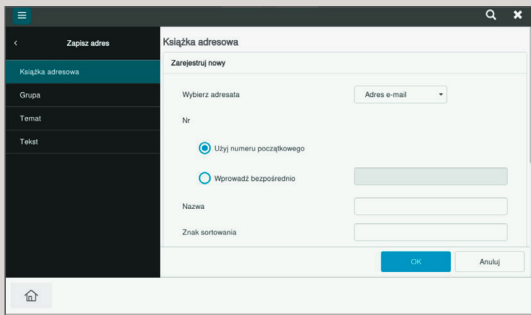 Zapisz adres
Książka adresowa
Grupa
Temat
Tekst
Książka adresowa
Zarejestruj nowy
Wybierz adresata
Adres e-mail
Nr
Użyj numeru początkowego
Wprowadź bezpośrednio
Nazwa
Znak sortowania
OK
Anuluj